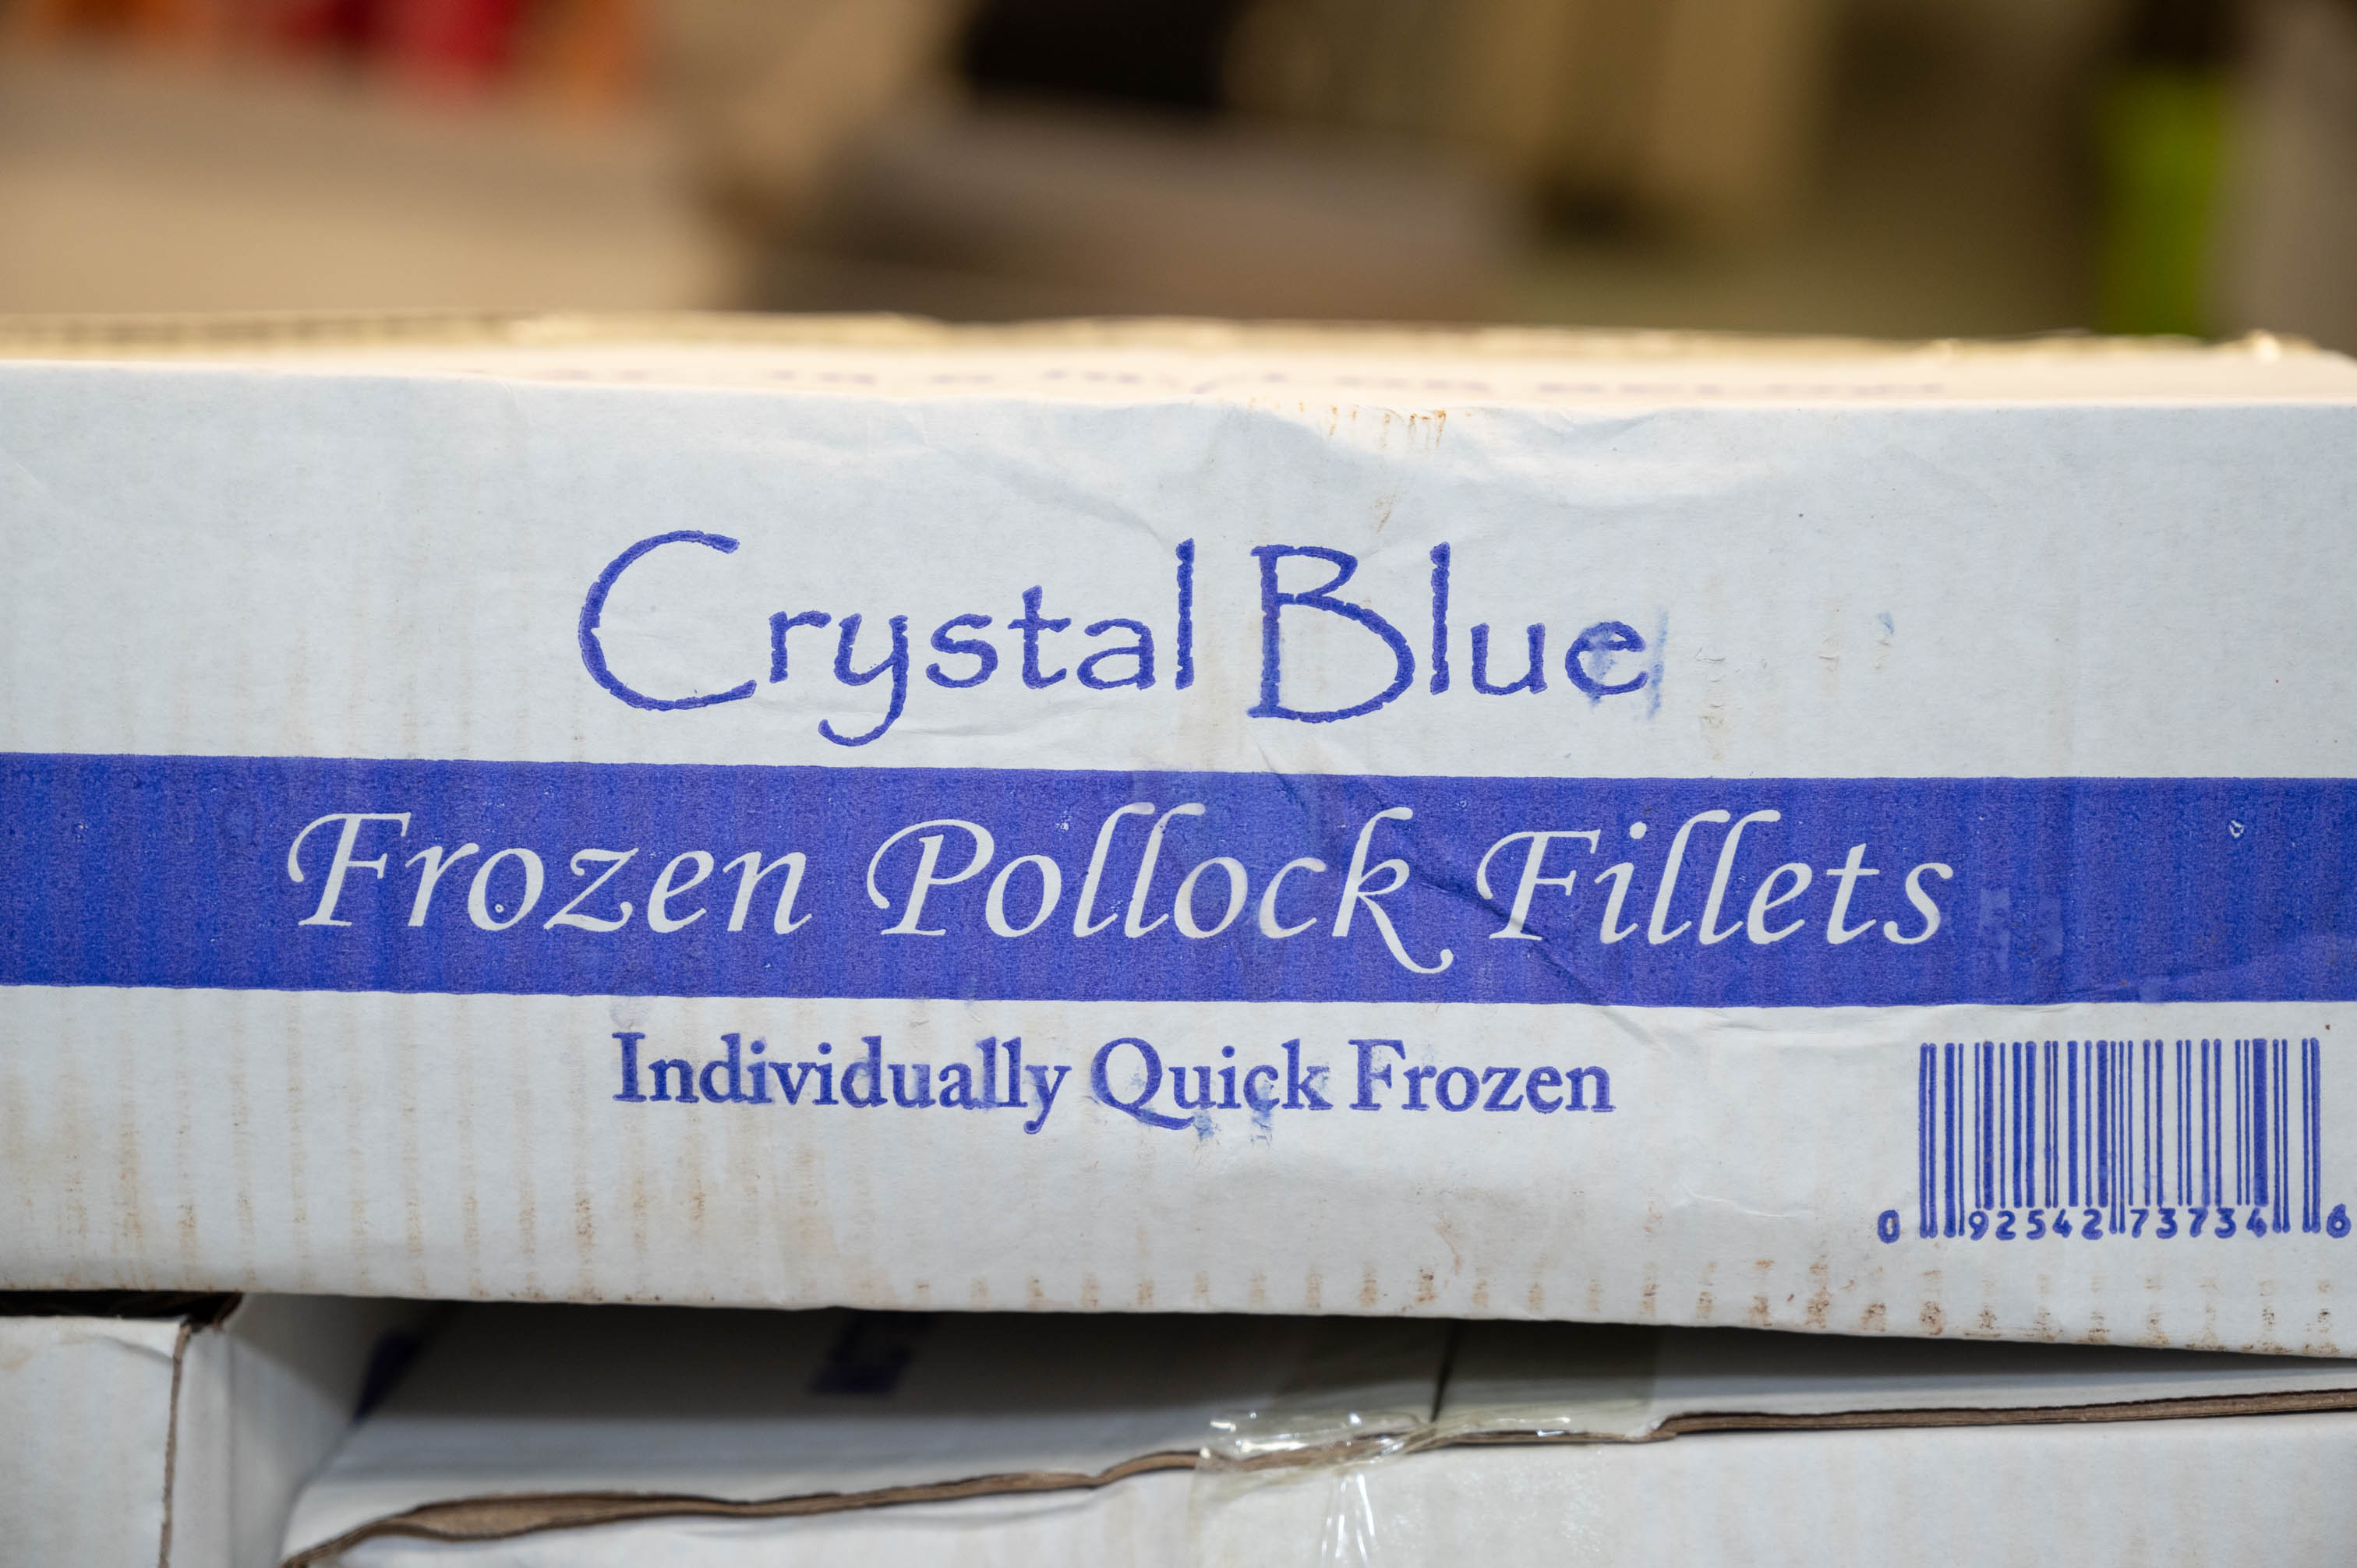 Crystal Blue
Frozen Pollock Fillets
Individually Quick Frozen
0 92542 73734 6